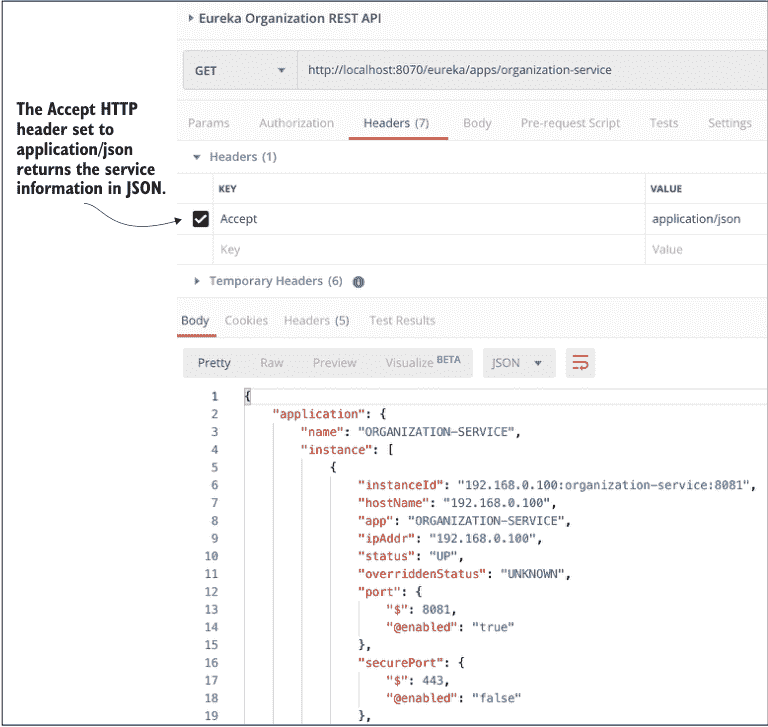 Eureka Organization REST API
GET http://localhost:8070/eureka/apps/organization-service
The Accept HTTP
header set to
application/json
returns the service
information in JSON.
Params Authorization Headers (7) Body Pre-request Script Tests Settings
Headers (1)
KEY VALUE
Accept application/json
Key Value
Temporary Headers (6) i
Body Cookies Headers (5) Test Results
Pretty Raw Preview Visualize BETA JSON
1 {
2 "application": {
3 "name": "ORGANIZATION-SERVICE",
4 "instance": [
5 {
6 "instanceId": "192.168.0.100:organization-service:8081",
7 "hostName": "192.168.0.100",
8 "app": "ORGANIZATION-SERVICE",
9 "ipAddr": "192.168.0.100",
10 "status": "UP",
11 "overriddenStatus": "UNKNOWN",
12 "port": {
13 "$": 8081,
14 "@enabled": "true"
15 },
16 "securePort": {
17 "$": 443,
18 "@enabled": "false"
19 },